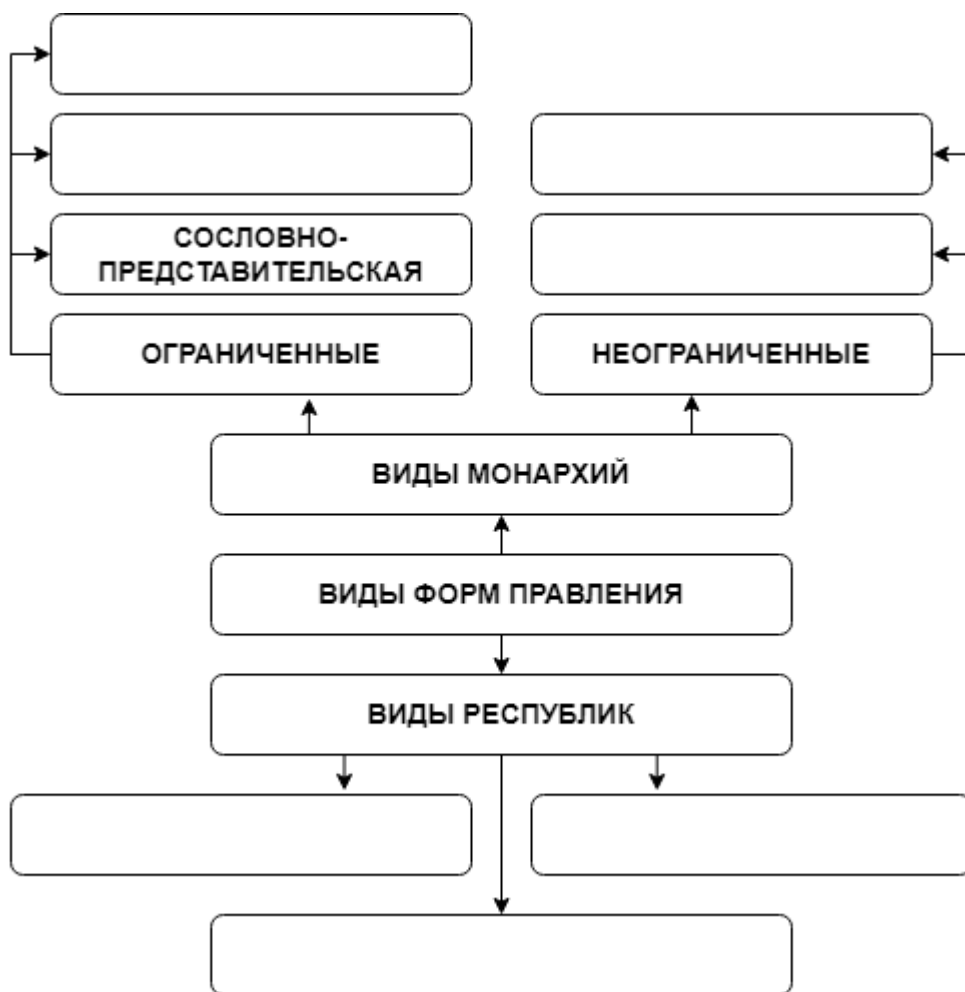 СОСЛОВНО-
ПРЕДСТАВИТЕЛЬСКАЯ
ОГРАНИЧЕННЫЕ
НЕОГРАНИЧЕННЫЕ
ВИДЫ МОНАРХИЙ
ВИДЫ ФОРМ ПРАВЛЕНИЯ
ВИДЫ РЕСПУБЛИК